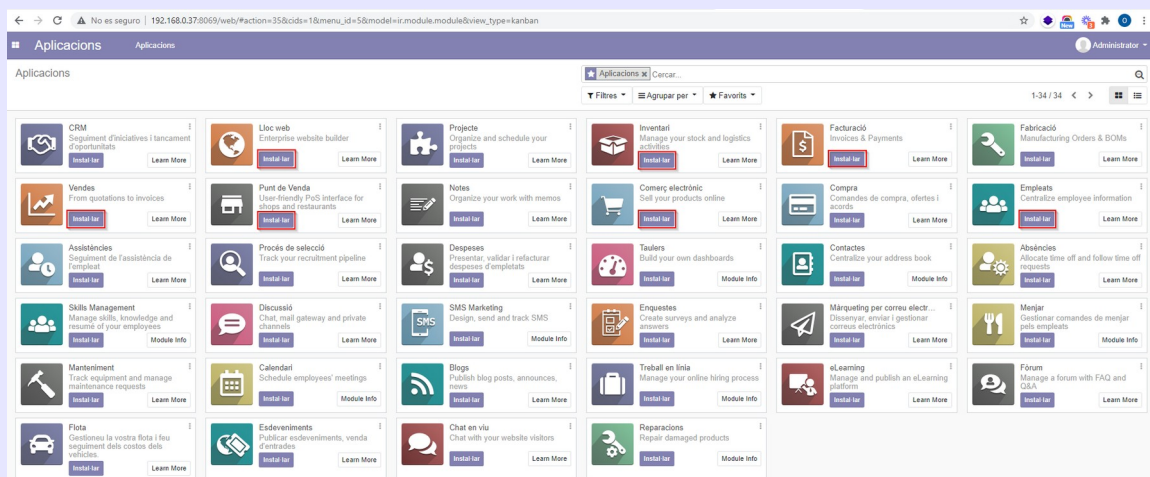 No es seguro | 192.168.0.37:8069/web/#action=35&cids=1&menu_id=5&model=ir.module.module&view_type=kanban
New
O
Aplicacions Aplicacions Administrator
Aplicacions
Aplicacions x Cercar...
Filtres Agrupar per Favorits 1-34 / 34
CRM
Seguiment d'iniciatives i tancament
d'oportunitats
Instal·lar Learn More
Lloc web
Enterprise website builder
Instal·lar Learn More
Projecte
Organize and schedule your
projects
Instal·lar Learn More
Inventari
Manage your stock and logistics
activities
Instal·lar Learn More
Facturació
Invoices & Payments
Instal·lar Learn More
Fabricació
Manufacturing Orders & BOMs
Instal·lar Learn More
Vendes
From quotations to invoices
Instal·lar Learn More
Punt de Venda
User-friendly PoS interface for
shops and restaurants
Instal·lar Learn More
Notes
Organize your work with memos
Instal·lar Learn More
Comerç electrònic
Sell your products online
Instal·lar Learn More
Compra
Comandes de compra, ofertes i
acords
Instal·lar Learn More
Empleats
Centralize employee information
Instal·lar Learn More
Assistències
Seguiment de l'assistència de
l'empleat
Instal·lar Learn More
Procés de selecció
Track your recruitment pipeline
Instal·lar Learn More
Despeses
Presentar, validar i refacturar
despeses d'empletats
Instal·lar Learn More
Taulers
Build your own dashboards
Instal·lar Module Info
Contactes
Centralize your address book
Instal·lar Module Info
Absències
Allocate time off and follow time off
requests
Instal·lar Learn More
Skills Management
Manage skills, knowledge and
resumé of your employees
Instal·lar Module Info
Discussió
Chat, mail gateway and private
channels
Instal·lar Learn More
SMS
SMS Marketing
Design, send and track SMS
Instal·lar Module Info
Enquestes
Create surveys and analyze
answers
Instal·lar Learn More
Màrqueting per correu electr...
Dissenyar, enviar i gestionar
correus electrònics
Instal·lar Learn More
Menjar
Gestionar comandes de menjar
pels empleats
Instal·lar Module Info
Manteniment
Track equipment and manage
maintenance requests
Instal·lar Learn More
Calendari
Schedule employees' meetings
Instal·lar Module Info
Blogs
Publish blog posts, announces,
news
Instal·lar Learn More
Treball en línia
Manage your online hiring process
Instal·lar Module Info
eLearning
Manage and publish an eLearning
platform
Instal·lar Learn More
Fòrum
Manage a forum with FAQ and
Q&A
Instal·lar Learn More
Flota
Gestioneu la vostra flota i feu
seguiment dels costos dels
vehicles.
Instal·lar Learn More
Esdeveniments
Publicar esdeveniments, venda
d'entrades
Instal·lar Learn More
Chat en viu
Chat with your website visitors
Instal·lar Learn More
Reparacions
Repair damaged products
Instal·lar Module Info